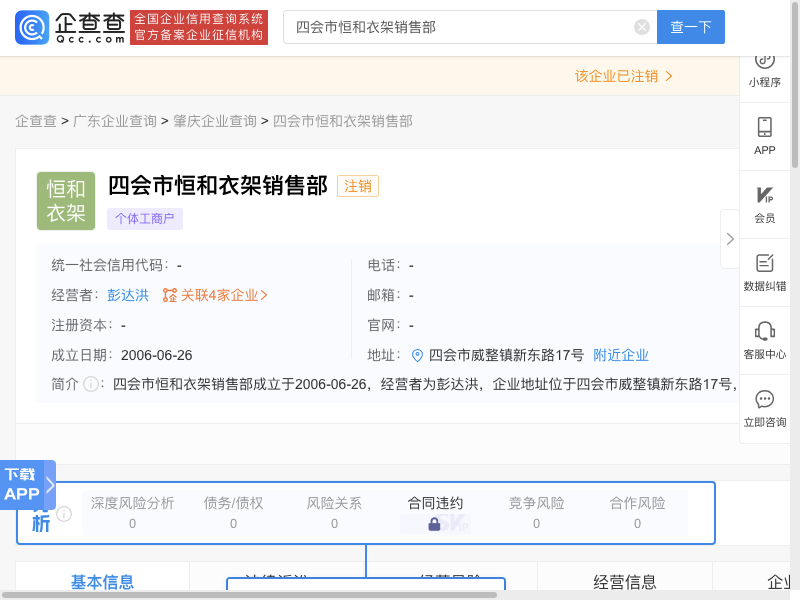 企查查
Qcc.com
全国企业信用查询系统
官方备案企业征信机构
四会市恒和衣架销售部
查一下
该企业已注销 >
小程序
APP
VIP
会员
数据纠错
客服中心
立即咨询
企查查 > 广东企业查询 > 肇庆企业查询 > 四会市恒和衣架销售部
恒和
衣架
四会市恒和衣架销售部 注销
个体工商户
统一社会信用代码：-
电话：-
经营者：彭达洪 关联4家企业>
邮箱：-
注册资本：-
官网：-
成立日期：2006-06-26
地址：四会市威整镇新东路17号 附近企业
简介：四会市恒和衣架销售部成立于2006-06-26，经营者为彭达洪，企业地址位于四会市威整镇新东路17号，
下载
APP
析
深度风险分析 债务/债权 风险关系 合同违约 竞争风险 合作风险
0 0 0 SVIP 0 0
基本信息
经营信息